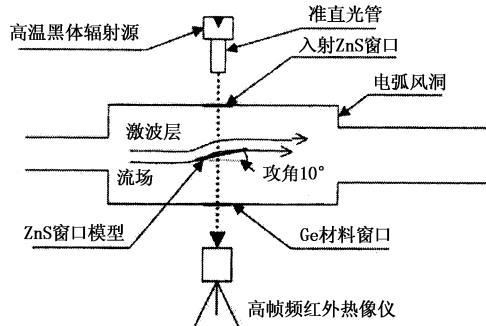 准直光管
高温黑体辐射源
入射ZnS窗口
电弧风洞
激波层
流场
攻角10°
ZnS窗口模型
Ge材料窗口
高帧频红外热像仪